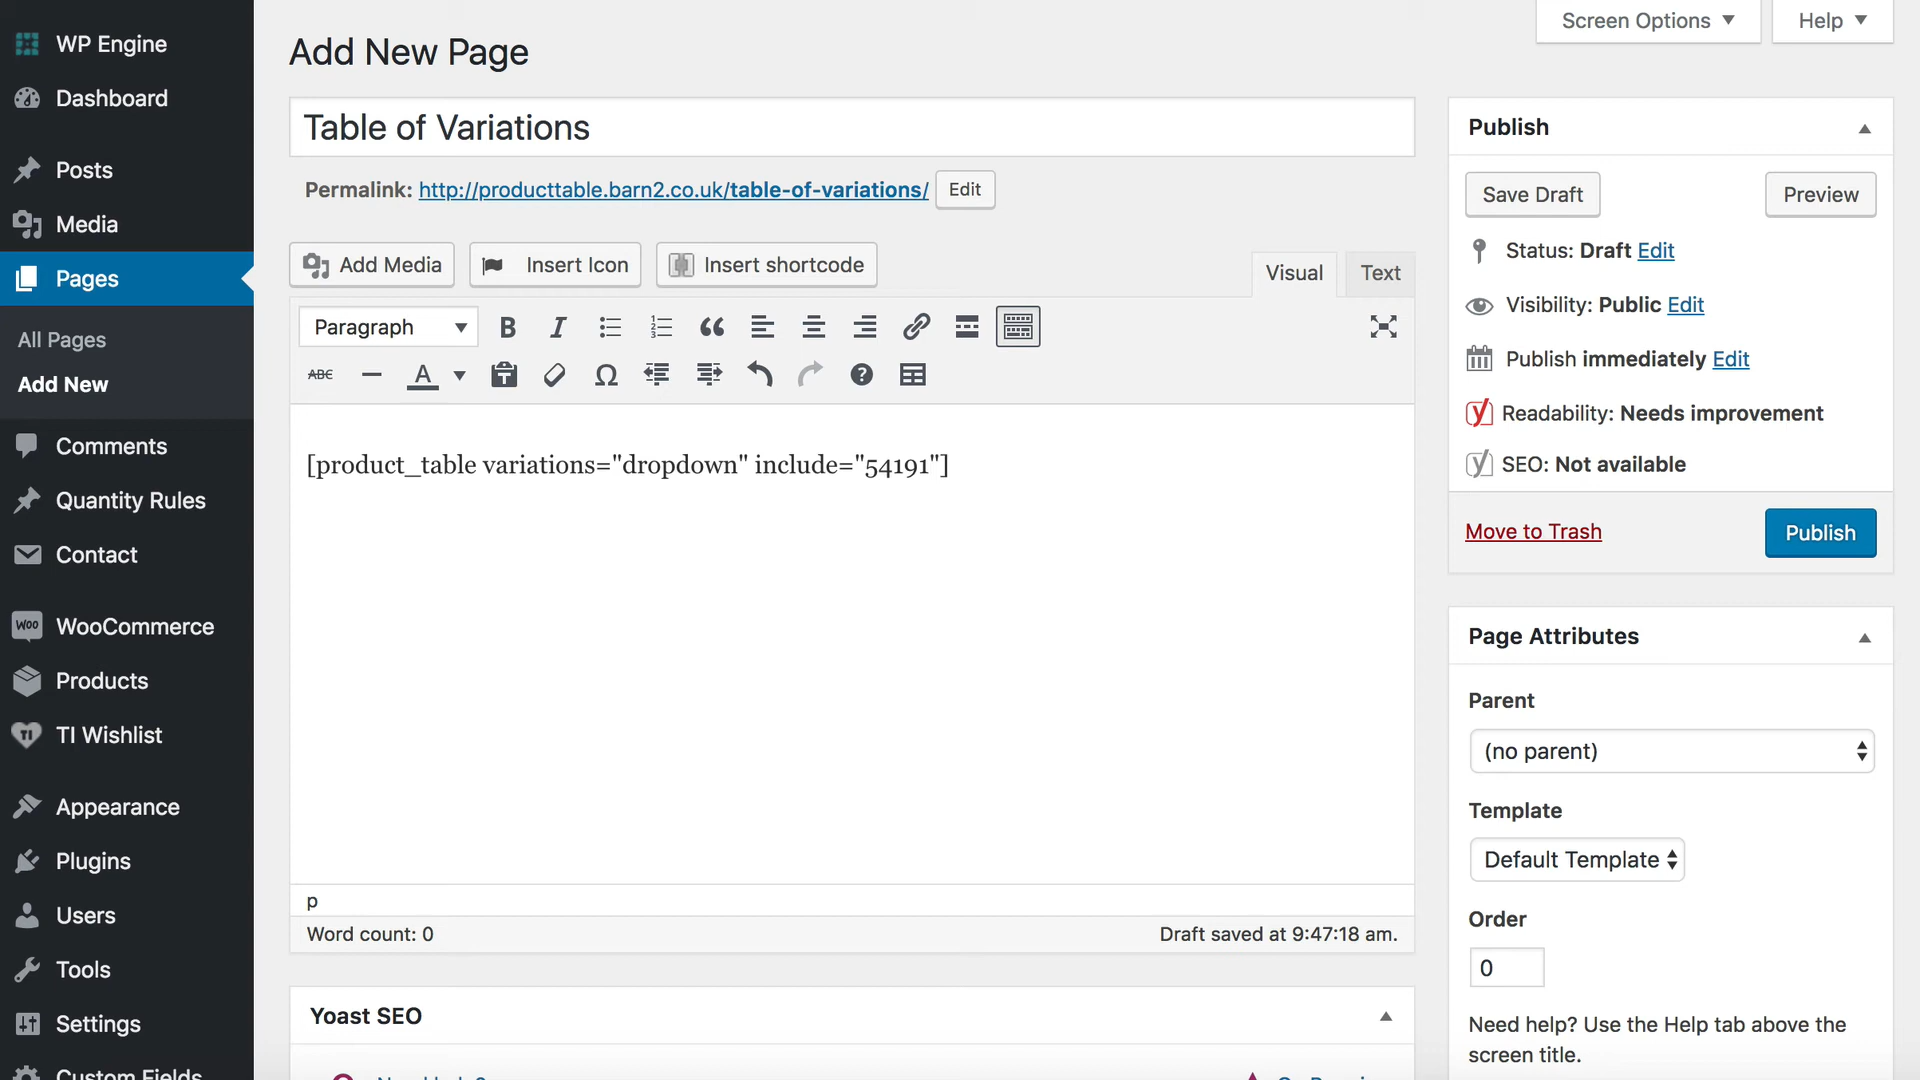 WP Engine
Dashboard
Posts
Media
Pages
All Pages
Add New
Comments
Quantity Rules
Contact
WOO WooCommerce
Products
TI TI Wishlist
Appearance
Plugins
Users
Tools
Settings
Custom Fields
Screen Options
Help
Add New Page
Table of Variations
Permalink: http://producttable.barn2.co.uk/table-of-variations/ Edit
Add Media
Insert Icon
Insert shortcode
Visual
Text
Paragraph
B
I
ABC
A
[product_table variations="dropdown" include="54191"]
p
Word count: 0
Draft saved at 9:47:18 am.
Yoast SEO
Publish
Save Draft
Preview
Status: Draft Edit
Visibility: Public Edit
Publish immediately Edit
Readability: Needs improvement
SEO: Not available
Move to Trash
Publish
Page Attributes
Parent
(no parent)
Template
Default Template
Order
0
Need help? Use the Help tab above the
screen title.